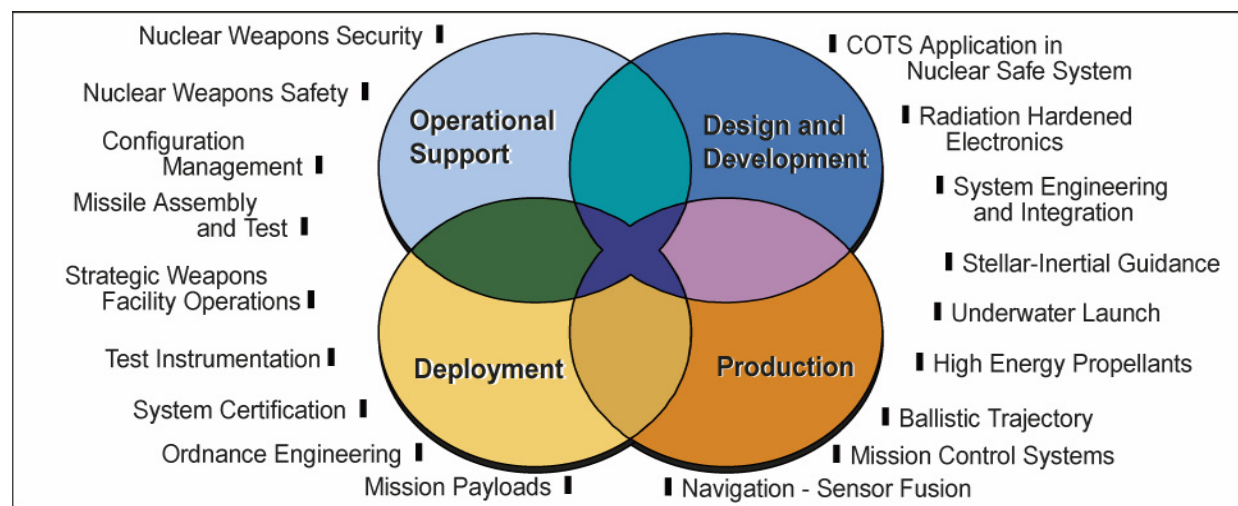 Nuclear Weapons Security
Nuclear Weapons Safety
Configuration
Management
Missile Assembly
and Test
Strategic Weapons
Facility Operations
Test Instrumentation
System Certification
Ordnance Engineering
Mission Payloads
Operational
Support
Design and
Development
Deployment
Production
COTS Application in
Nuclear Safe System
Radiation Hardened
Electronics
System Engineering
and Integration
Stellar-Inertial Guidance
Underwater Launch
High Energy Propellants
Ballistic Trajectory
Mission Control Systems
Navigation - Sensor Fusion